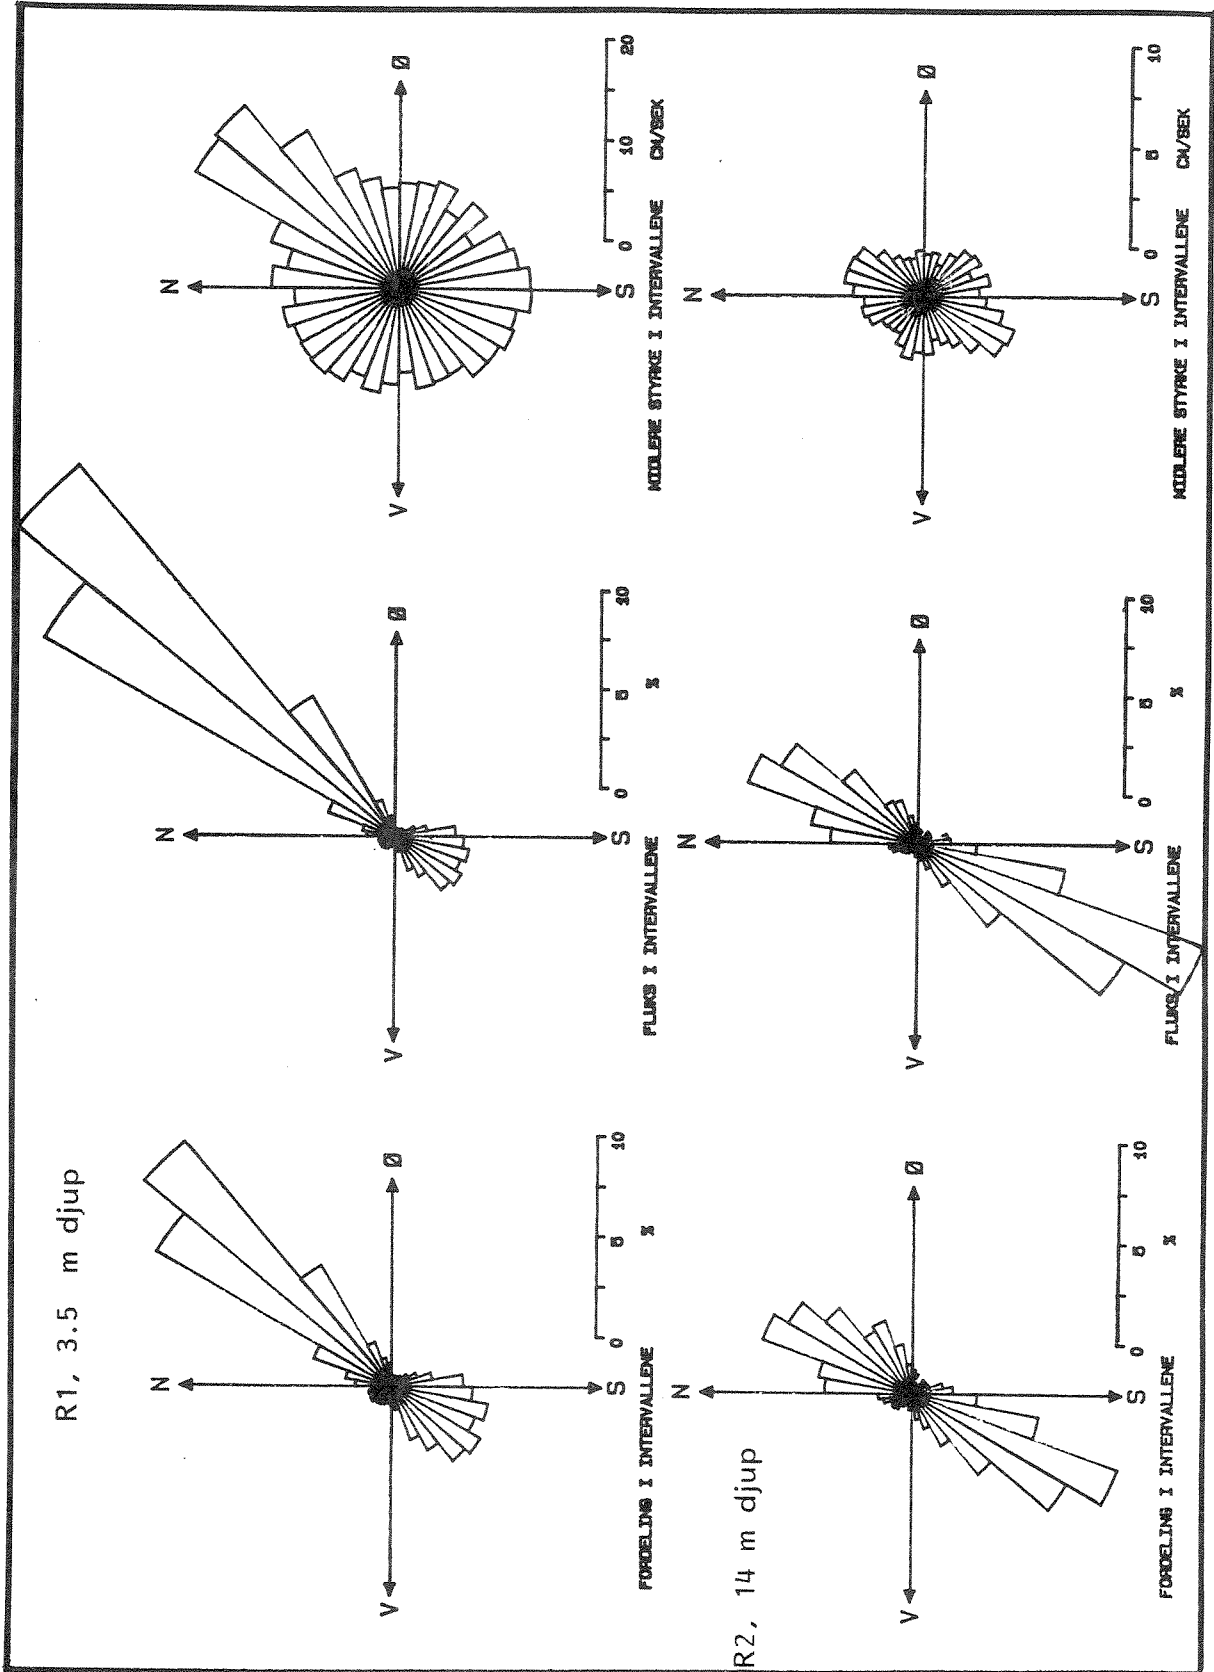 R1, 3.5 m djup
N
V
Ø
S
0 5 10
%
FORDELING I INTERVALLENE
N
V
Ø
S
0 5 10
%
FLUKS I INTERVALLENE
N
V
Ø
S
0 10 20
MIDLERE STYRKE I INTERVALLENE CM/SEK
R2, 14 m djup
N
V
Ø
S
0 5 10
%
FORDELING I INTERVALLENE
N
V
Ø
S
0 5 10
%
FLUKS I INTERVALLENE
N
V
Ø
S
0 5 10
MIDLERE STYRKE I INTERVALLENE CM/SEK